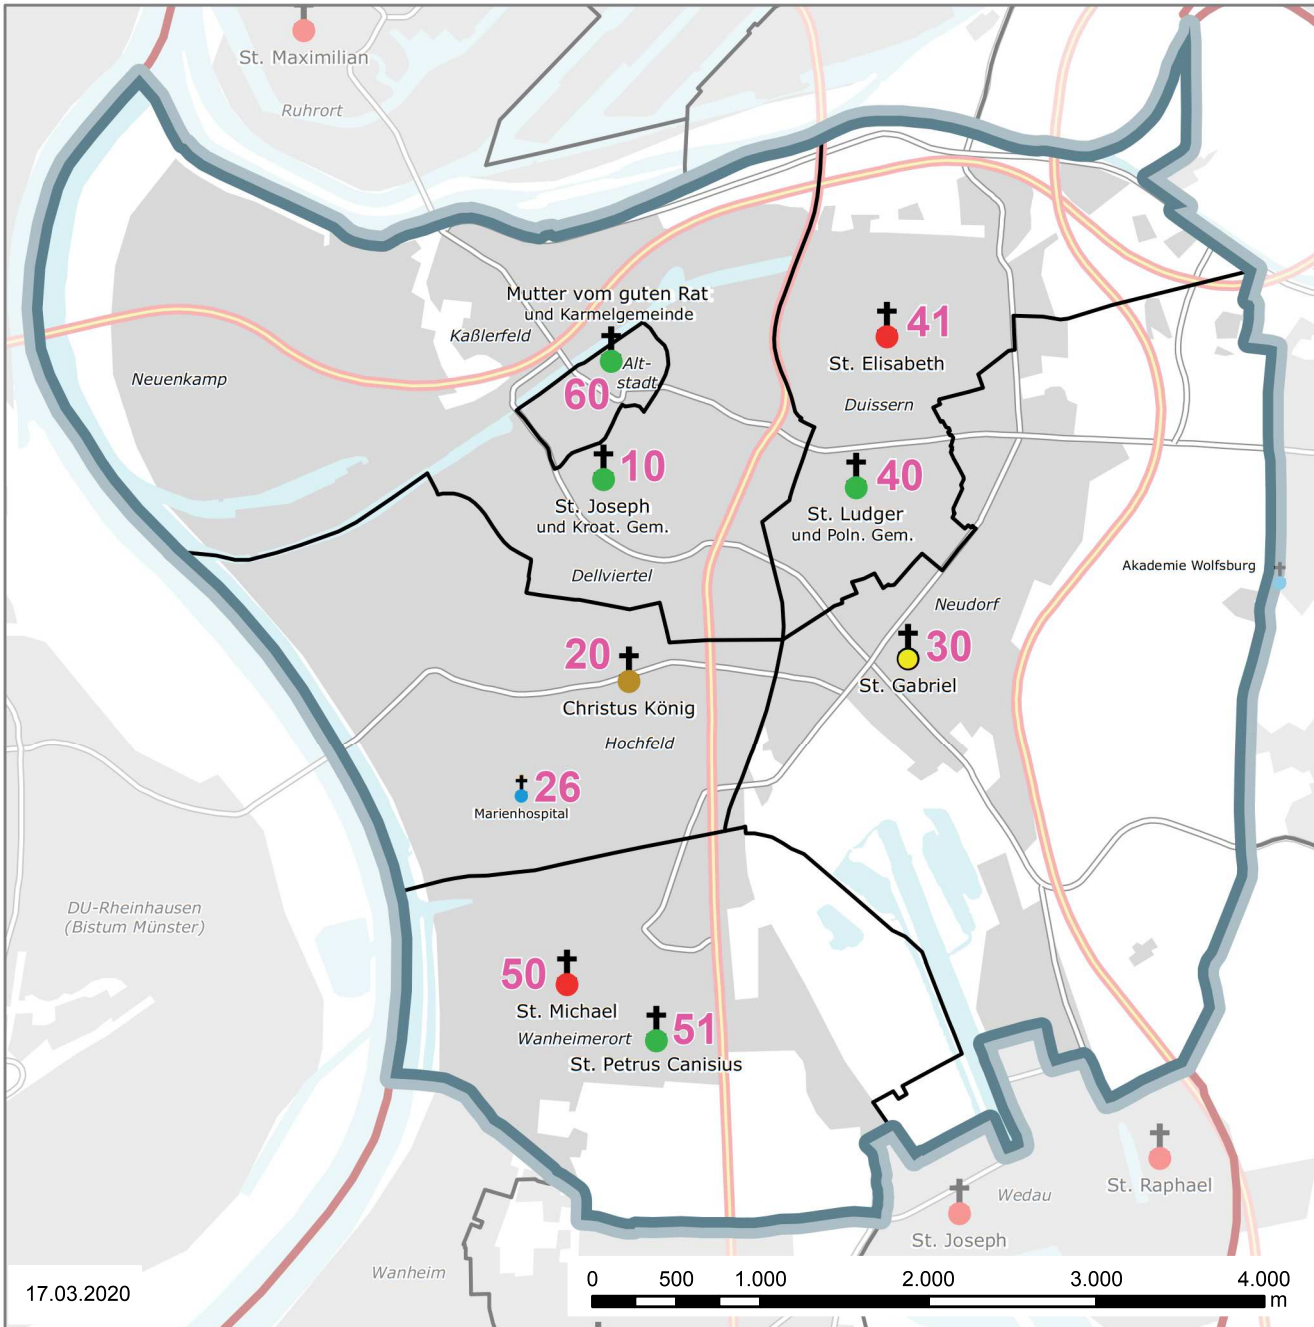 St. Maximilian
Ruhrort
Mutter vom guten Rat
und Karmelgemeinde
Kaßlerfeld
Alt-
stadt
60
Neuenkamp
41
St. Elisabeth
Duissern
10
St. Joseph
und Kroat. Gem.
Dellviertel
40
St. Ludger
und Poln. Gem.
Akademie Wolfsburg
Neudorf
30
St. Gabriel
20
Christus König
Hochfeld
26
Marienhospital
DU-Rheinhausen
(Bistum Münster)
50
St. Michael
Wanheimerort
51
St. Petrus Canisius
St. Raphael
Wedau
St. Joseph
Wanheim
17.03.2020
0 500 1.000 2.000 3.000 4.000
m